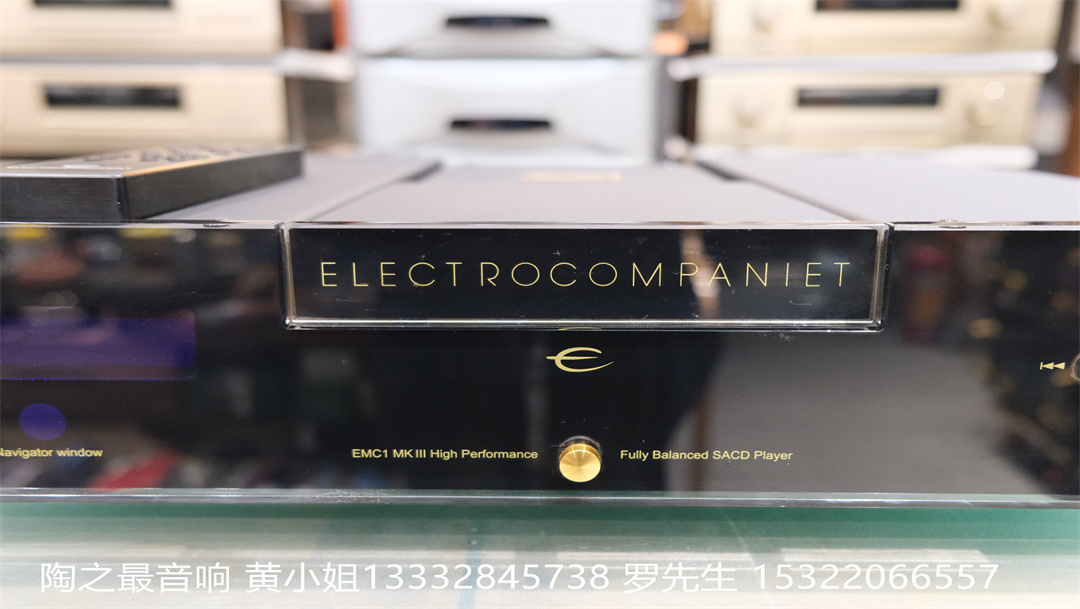 ELECTROCOMPANIET
Navigator window
EMC1 MK III High Performance
Fully Balanced SACD Player
陶之最音响 黄小姐13332845738 罗先生 15322066557